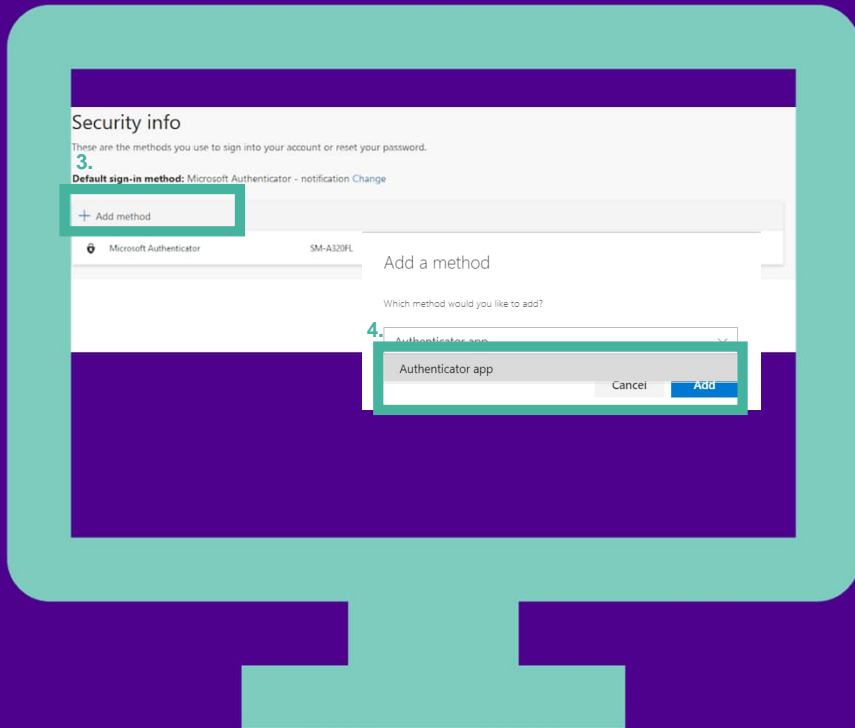 Security info
These are the methods you use to sign into your account or reset your password.
3.
Default sign-in method: Microsoft Authenticator - notification Change
+ Add method
Microsoft Authenticator SM-A320FL
Add a method
Which method would you like to add?
4.
Authenticator app
Authenticator app
Cancel Add